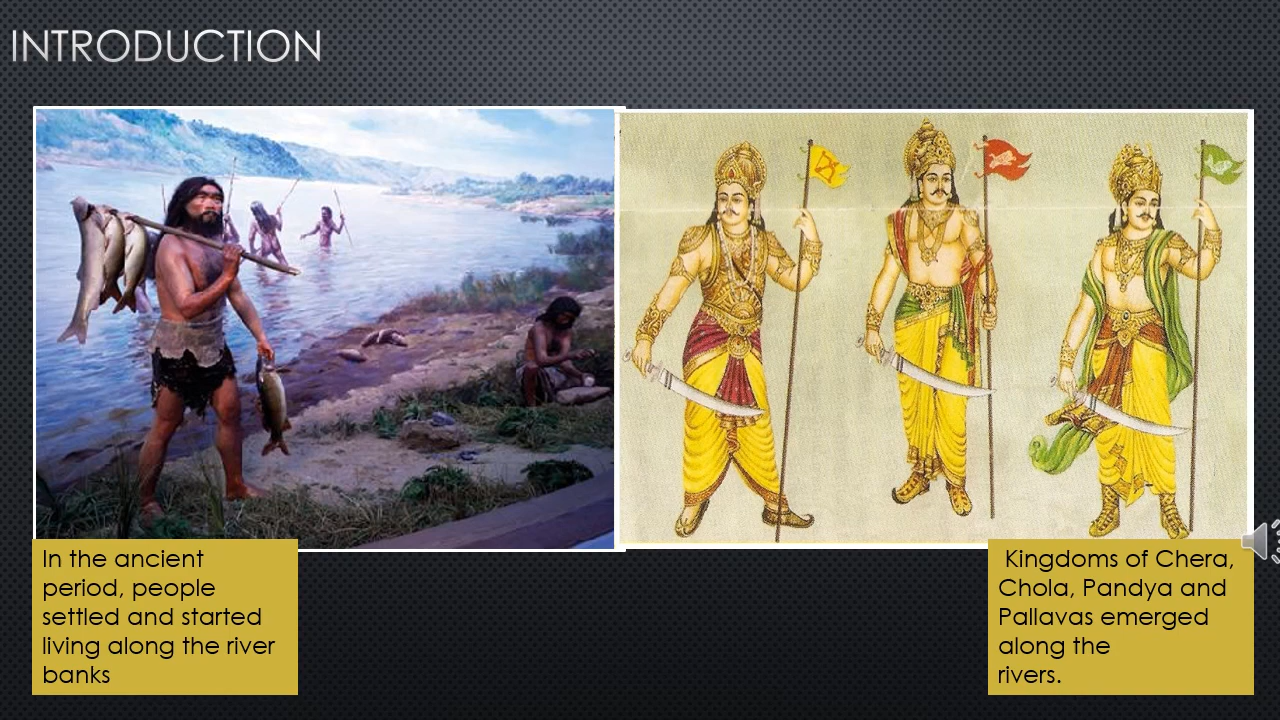 INTRODUCTION
In the ancient
period, people
settled and started
living along the river
banks
Kingdoms of Chera,
Chola, Pandya and
Pallavas emerged
along the
rivers.